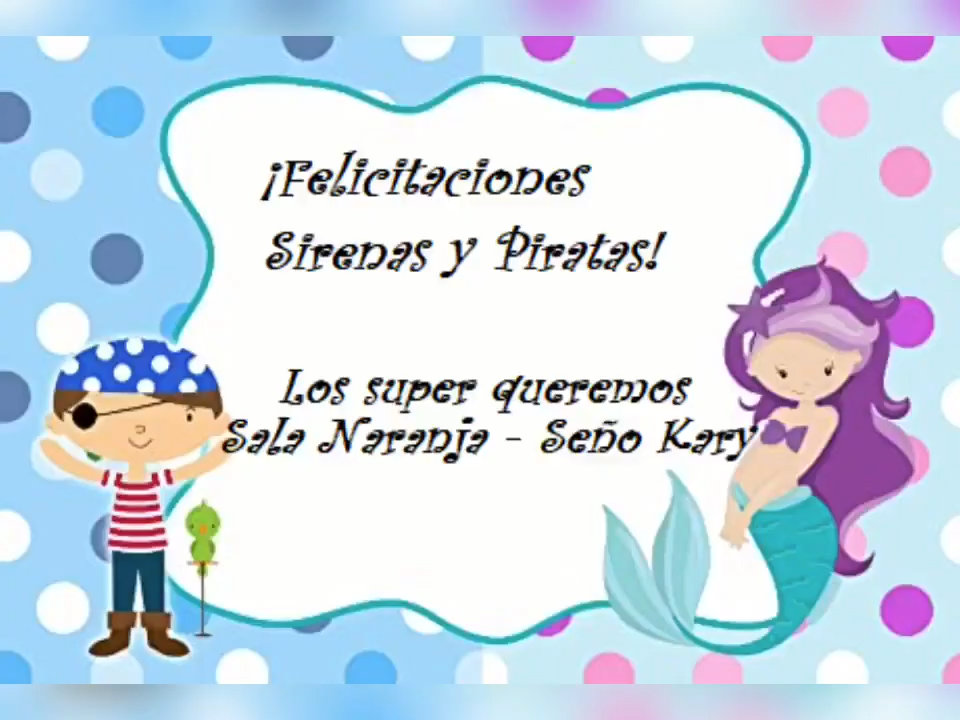 ¡Felicitaciones
Sirenas y Piratas!
Los super queremos
Sala Naranja - Seño Kary